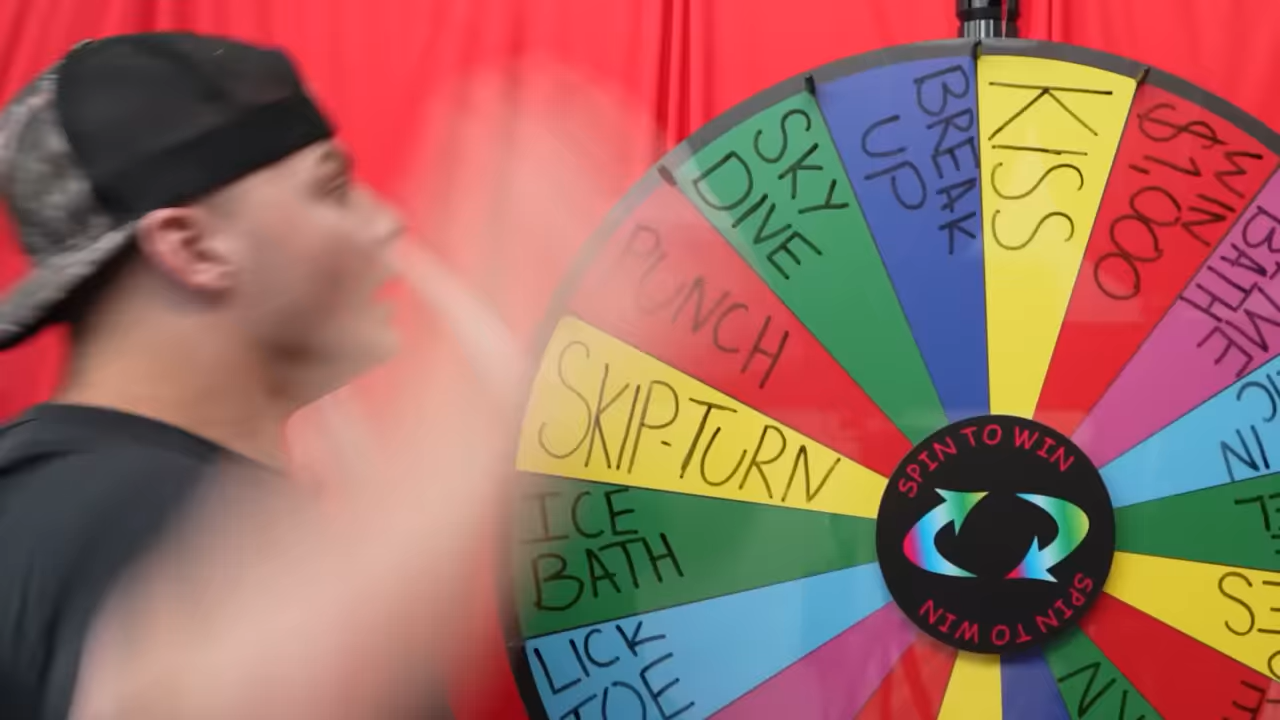 SKY
DIVE
BREAK
UP
KISS
WIN
$1,000
PUNCH
SKIP-TURN
ICE
BATH
LICK
TOE
BATH
SPIN TO WIN
SPIN TO WIN